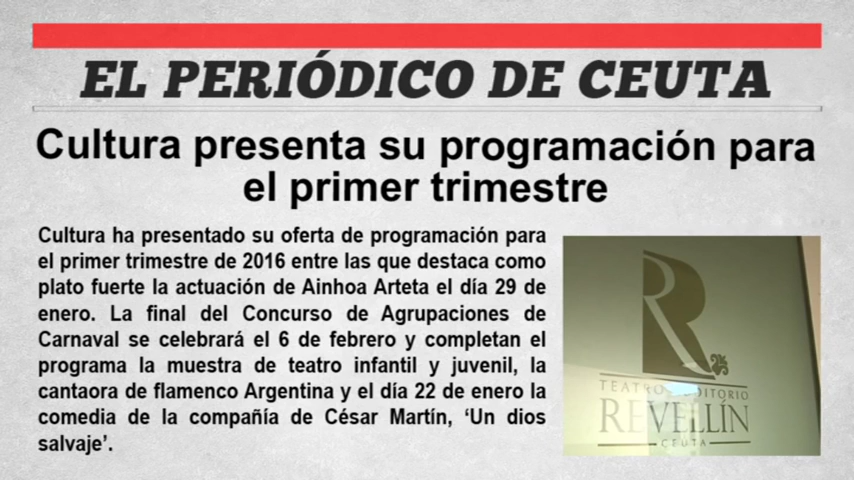 EL PERIÓDICO DE CEUTA
Cultura presenta su programación para
el primer trimestre
Cultura ha presentado su oferta de programación para
el primer trimestre de 2016 entre las que destaca como
plato fuerte la actuación de Ainhoa Arteta el día 29 de
enero. La final del Concurso de Agrupaciones de
Carnaval se celebrará el 6 de febrero y completan el
programa la muestra de teatro infantil y juvenil, la
cantaora de flamenco Argentina y el día 22 de enero la
comedia de la compañía de César Martín, ‘Un dios
salvaje’.
R
TEATRO AUDITORIO
REVELLÍN
CEUTA